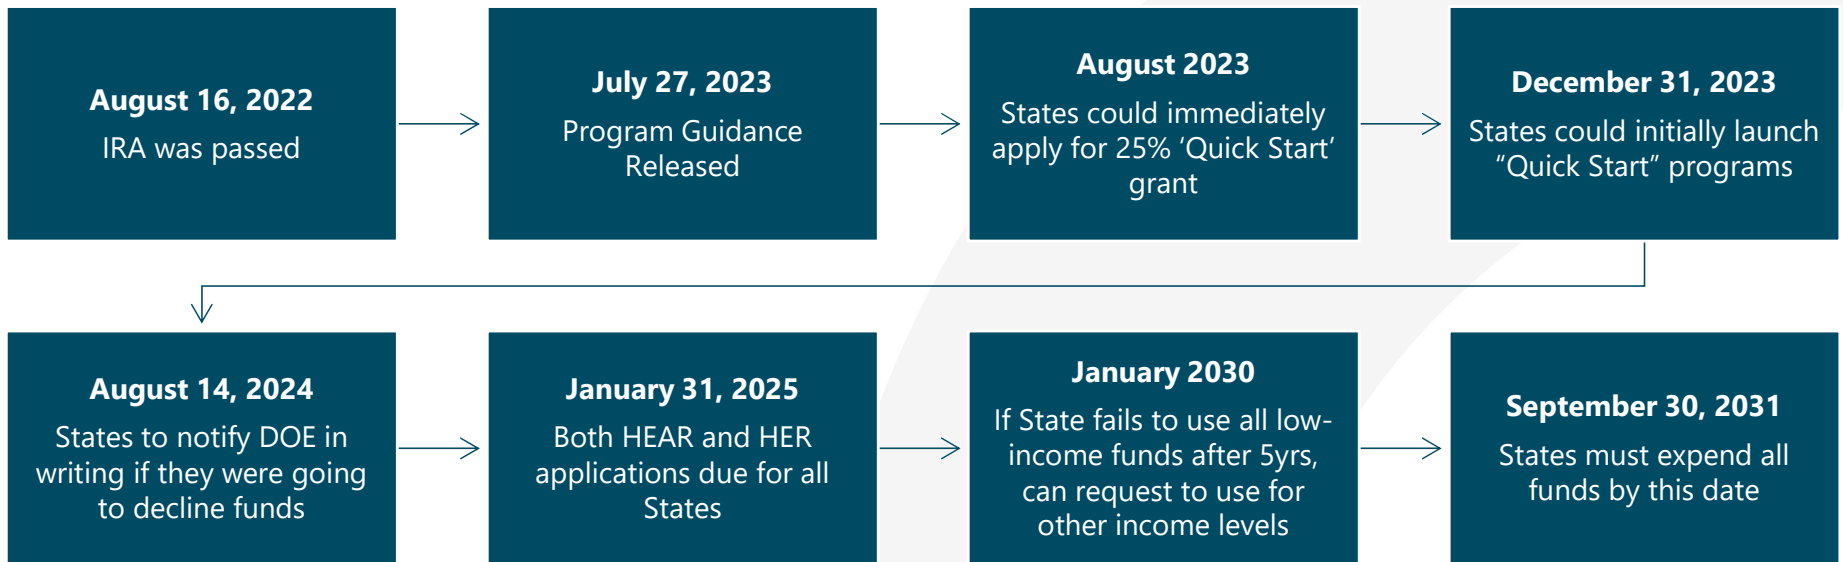 August 16, 2022
IRA was passed
July 27, 2023
Program Guidance
Released
August 2023
States could immediately
apply for 25% ‘Quick Start’
grant
December 31, 2023
States could initially launch
“Quick Start” programs
August 14, 2024
States to notify DOE in
writing if they were going
to decline funds
January 31, 2025
Both HEAR and HER
applications due for all
States
January 2030
If State fails to use all low-
income funds after 5yrs,
can request to use for
other income levels
September 30, 2031
States must expend all
funds by this date